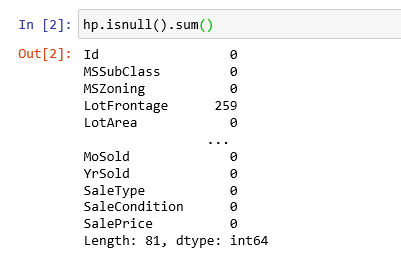 In [2]: hp.isnull().sum()
Out[2]: Id 0
MSSubClass 0
MSZoning 0
LotFrontage 259
LotArea 0
...
MoSold 0
YrSold 0
SaleType 0
SaleCondition 0
SalePrice 0
Length: 81, dtype: int64